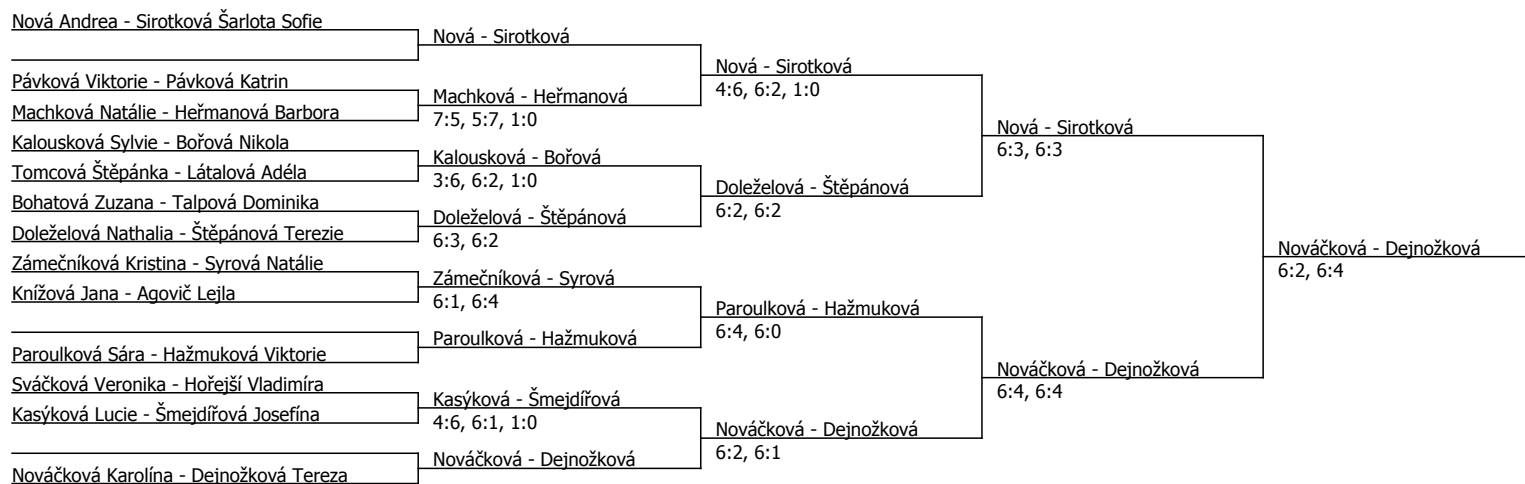 Nová Andrea - Sirotková Šarlota Sofie
Pávková Viktorie - Pávková Katrin
Machková Natálie - Heřmanová Barbora
Kalousková Sylvie - Bořová Nikola
Tomcová Štěpánka - Látalová Adéla
Bohatová Zuzana - Talpová Dominika
Doleželová Nathalia - Štěpánová Terezie
Zámečníková Kristina - Syrová Natálie
Knížová Jana - Agovič Lejla
Paroulková Sára - Hažmuková Viktorie
Sváčková Veronika - Hořejší Vladimíra
Kasýková Lucie - Šmejdířová Josefína
Nováčková Karolína - Dejnožková Tereza
Nová - Sirotková
Machková - Heřmanová
7:5, 5:7, 1:0
Kalousková - Bořová
3:6, 6:2, 1:0
Doleželová - Štěpánová
6:3, 6:2
Zámečníková - Syrová
6:1, 6:4
Paroulková - Hažmuková
Kasýková - Šmejdířová
4:6, 6:1, 1:0
Nováčková - Dejnožková
Nová - Sirotková
4:6, 6:2, 1:0
Doleželová - Štěpánová
6:2, 6:2
Paroulková - Hažmuková
6:4, 6:0
Nováčková - Dejnožková
6:2, 6:1
Nová - Sirotková
6:3, 6:3
Nováčková - Dejnožková
6:4, 6:4
Nováčková - Dejnožková
6:2, 6:4